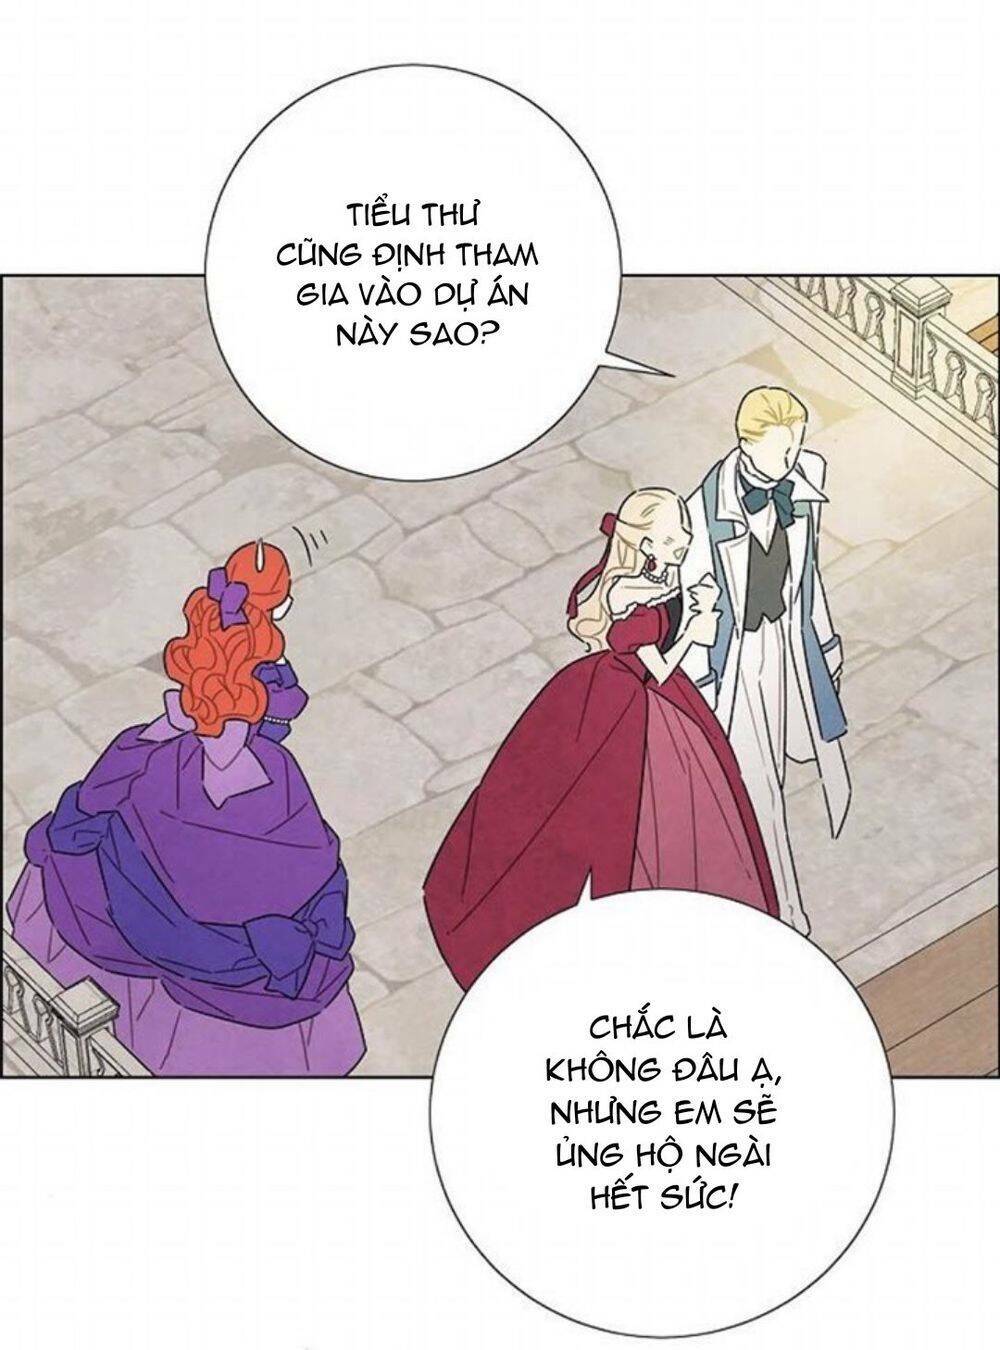 TIỂU THƯ
CŨNG ĐỊNH THAM
GIA VÀO DỰ ÁN
NÀY SAO?
CHẮC LÀ
KHÔNG ĐÂU Ạ,
NHƯNG EM SẼ
ỦNG HỘ NGÀI
HẾT SỨC!